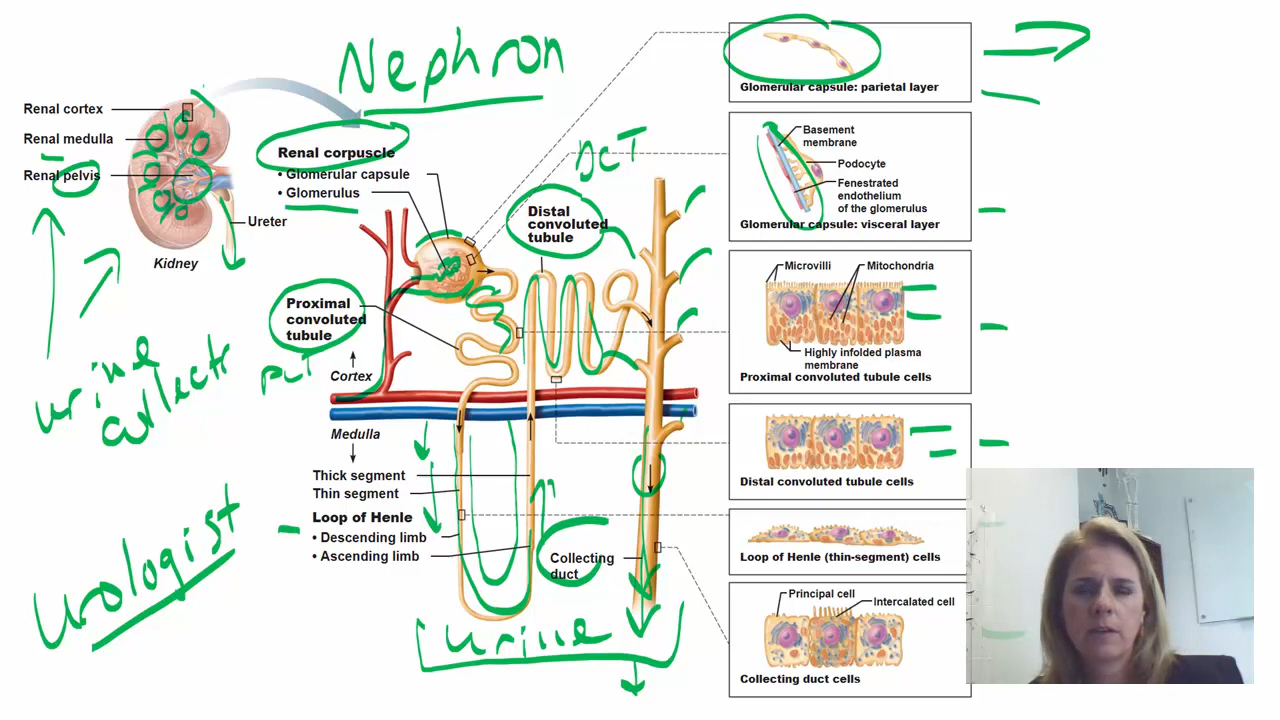 Nephron
Renal cortex
Renal medulla
Renal pelvis
Ureter
Kidney
Renal corpuscle
• Glomerular capsule
• Glomerulus
DCT
Distal
convoluted
tubule
Proximal
convoluted
tubule
PCT
Cortex
Medulla
Thick segment
Thin segment
Loop of Henle
• Descending limb
• Ascending limb
Collecting
duct
urine
urine
Urologist
Glomerular capsule: parietal layer
Basement
membrane
Podocyte
Fenestrated
endothelium
of the glomerulus
Glomerular capsule: visceral layer
Microvilli
Mitochondria
Highly infolded plasma
membrane
Proximal convoluted tubule cells
Distal convoluted tubule cells
Loop of Henle (thin-segment) cells
Principal cell
Intercalated cell
Collecting duct cells